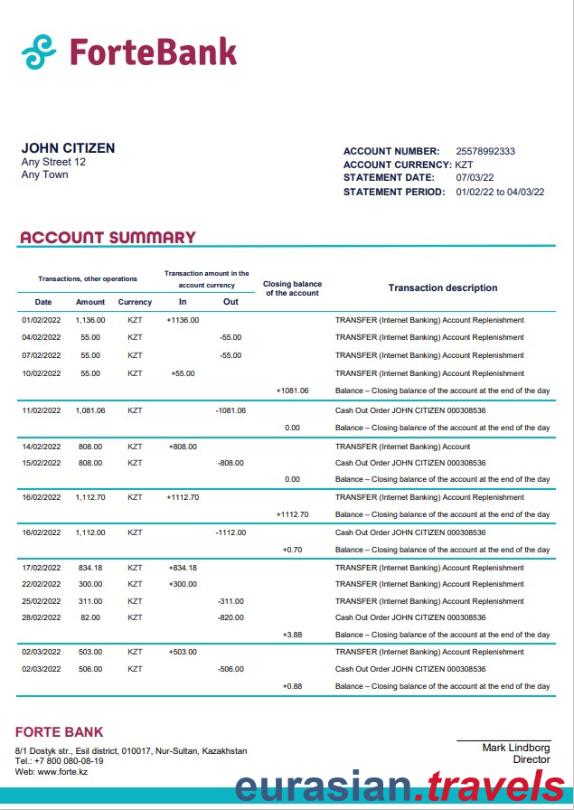 ForteBank
JOHN CITIZEN
Any Street 12
Any Town
ACCOUNT NUMBER: 25578992333
ACCOUNT CURRENCY: KZT
STATEMENT DATE: 07/03/22
STATEMENT PERIOD: 01/02/22 to 04/03/22
ACCOUNT SUMMARY
Transactions, other operations
Transaction amount in the account currency
Closing balance of the account
Transaction description
Date Amount Currency In Out
01/02/2022 1,136.00 KZT +1136.00 TRANSFER (Internet Banking) Account Replenishment
04/02/2022 55.00 KZT -55.00 TRANSFER (Internet Banking) Account Replenishment
07/02/2022 55.00 KZT -55.00 TRANSFER (Internet Banking) Account Replenishment
10/02/2022 55.00 KZT +55.00 TRANSFER (Internet Banking) Account Replenishment
+1081.06 Balance – Closing balance of the account at the end of the day
11/02/2022 1,081.06 KZT -1081.06 Cash Out Order JOHN CITIZEN 000308536
0.00 Balance – Closing balance of the account at the end of the day
14/02/2022 808.00 KZT +808.00 TRANSFER (Internet Banking) Account
15/02/2022 808.00 KZT -808.00 Cash Out Order JOHN CITIZEN 000308536
0.00 Balance – Closing balance of the account at the end of the day
16/02/2022 1,112.70 KZT +1112.70 TRANSFER (Internet Banking) Account Replenishment
+1112.70 Balance – Closing balance of the account at the end of the day
16/02/2022 1,112.00 KZT -1112.00 Cash Out Order JOHN CITIZEN 000308536
+0.70 Balance – Closing balance of the account at the end of the day
17/02/2022 834.18 KZT +834.18 TRANSFER (Internet Banking) Account Replenishment
22/02/2022 300.00 KZT +300.00 TRANSFER (Internet Banking) Account Replenishment
25/02/2022 311.00 KZT -311.00 TRANSFER (Internet Banking) Account Replenishment
28/02/2022 82.00 KZT -820.00 Cash Out Order JOHN CITIZEN 000308536
+3.88 Balance – Closing balance of the account at the end of the day
02/03/2022 503.00 KZT +503.00 TRANSFER (Internet Banking) Account Replenishment
02/03/2022 506.00 KZT -506.00 Cash Out Order JOHN CITIZEN 000308536
+0.88 Balance – Closing balance of the account at the end of the day
FORTE BANK
8/1 Dostyk str., Esil district, 010017, Nur-Sultan, Kazakhstan
Tel.: +7 800 080-08-19
Web: www.forte.kz
Mark Lindborg
Director
eurasian.travels